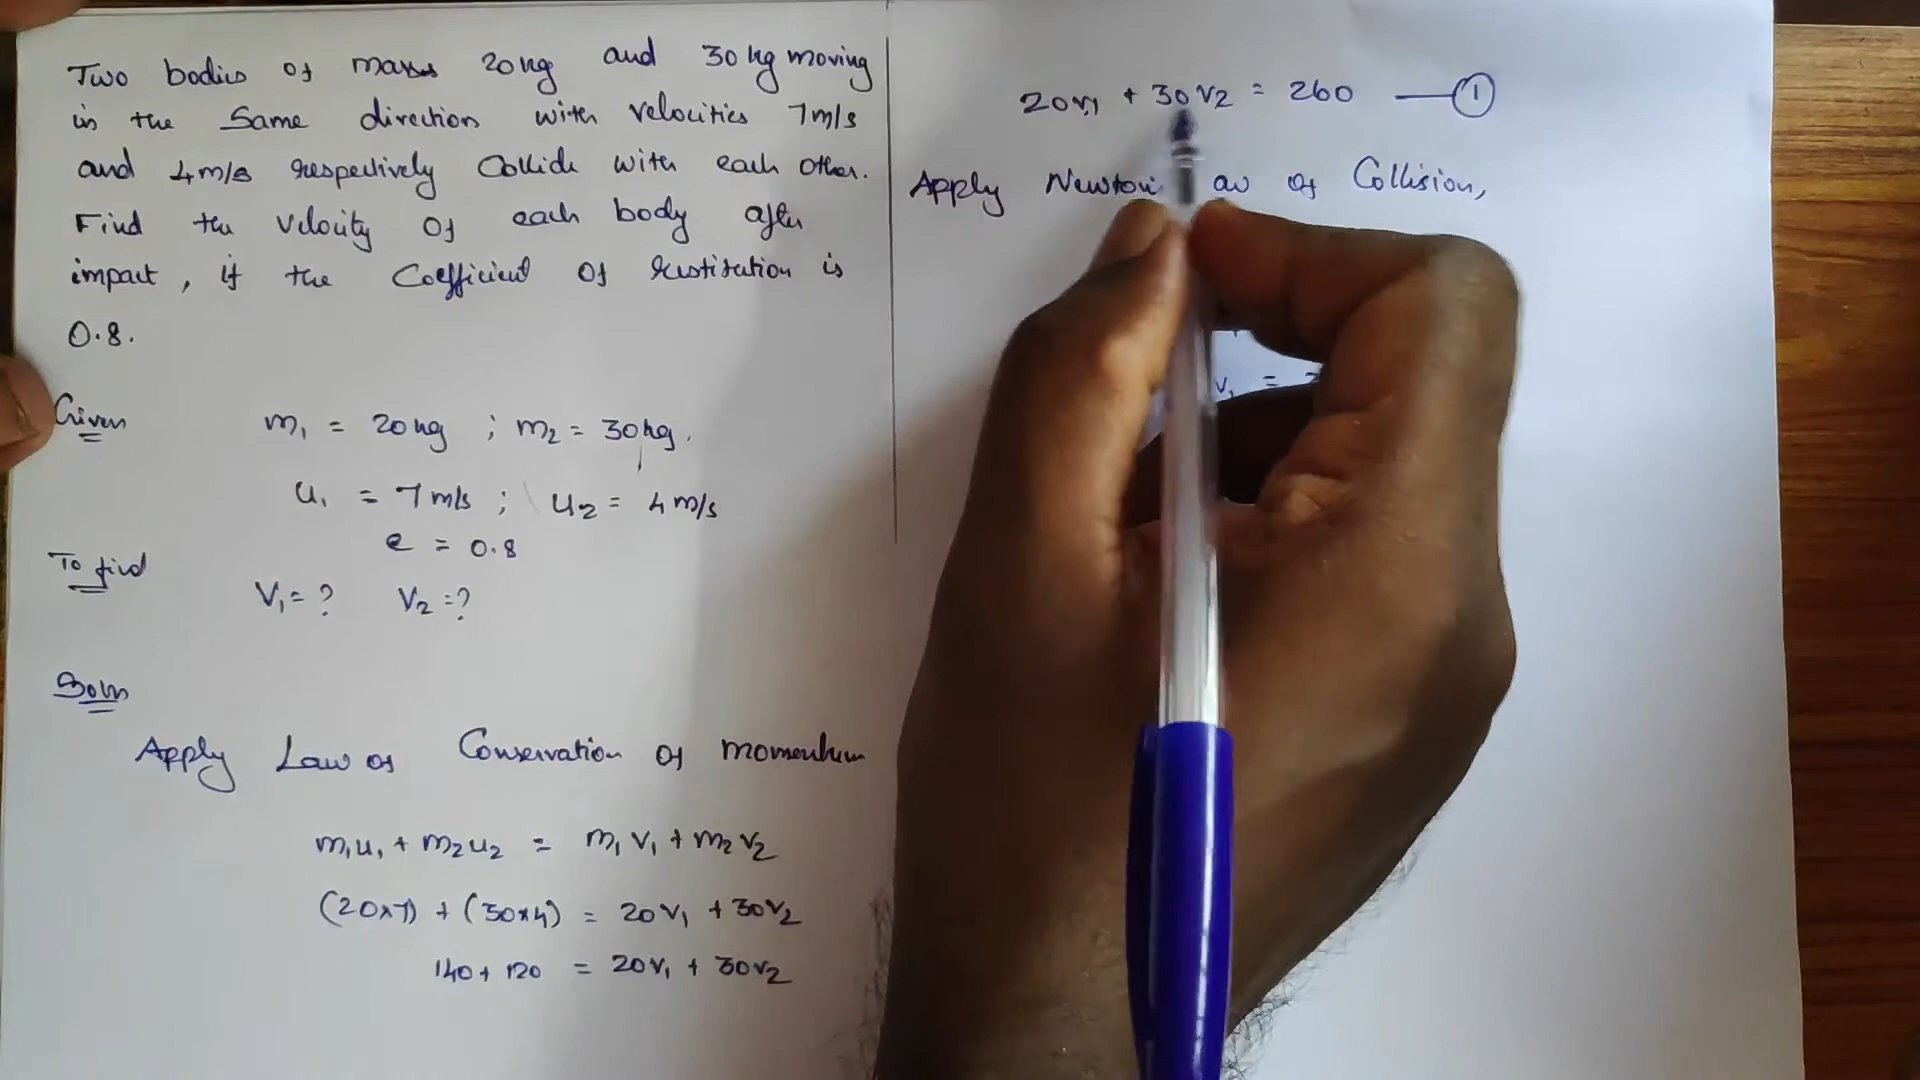 Two bodies of mass 20kg and 30kg moving
in the same direction with velocities 7m/s
and 4m/s respectively Collide with each other.
Find the velocity of each body after
impact, if the Coefficient of restitution is
0.8.
Given
m₁ = 20kg ; m₂ = 30kg.
u₁ = 7m/s ; u₂ = 4m/s
e = 0.8
To find
V₁=? V₂=?
Soln
Apply Law of Conservation of momentum
m₁u₁ + m₂u₂ = m₁v₁ + m₂v₂
(20×7) + (30×4) = 20v₁ + 30v₂
140 + 120 = 20v₁ + 30v₂
20v₁ + 30v₂ = 260 — ①
Apply Newton of Collision,
v₁ =